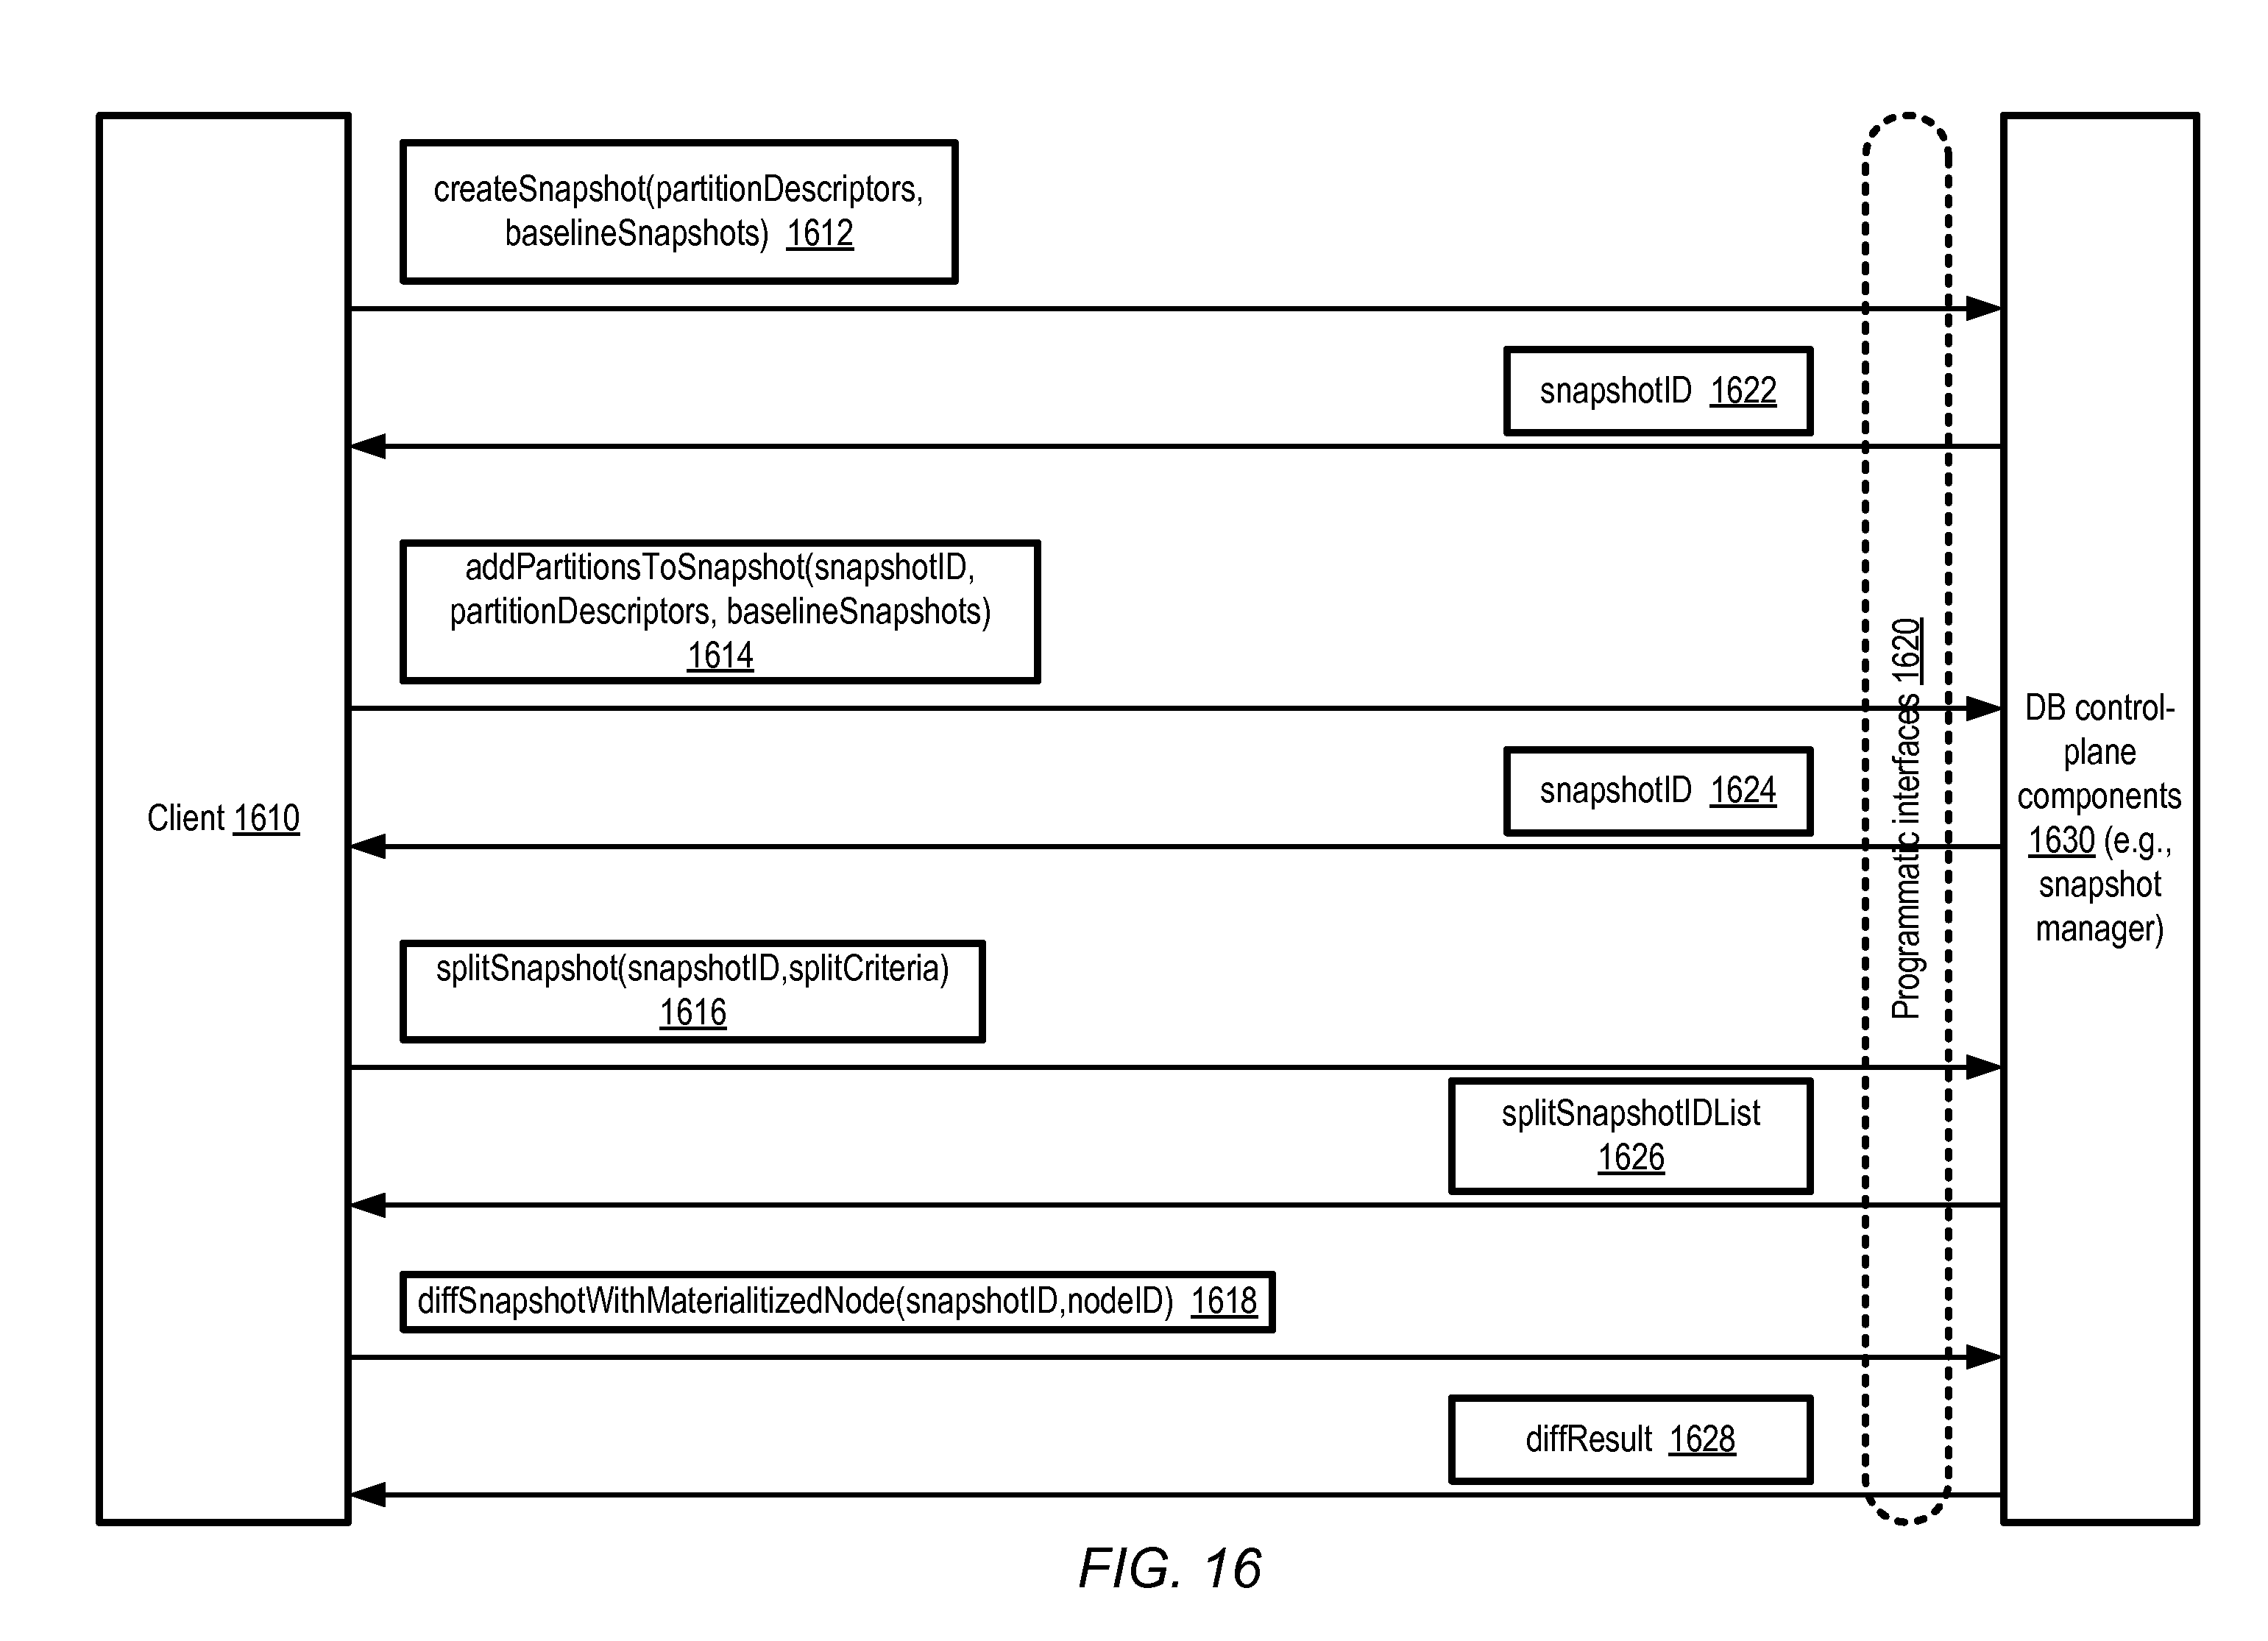 createSnapshot(partitionDescriptors,
baselineSnapshots) 1612
snapshotID 1622
addPartitionsToSnapshot(snapshotID,
partitionDescriptors, baselineSnapshots)
1614
snapshotID 1624
Client 1610
Programmatic interfaces 1620
DB control-
plane
components
1630 (e.g.,
snapshot
manager)
splitSnapshot(snapshotID,splitCriteria)
1616
splitSnapshotIDList
1626
diffSnapshotWithMaterialitizedNode(snapshotID,nodeID) 1618
diffResult 1628
FIG. 16